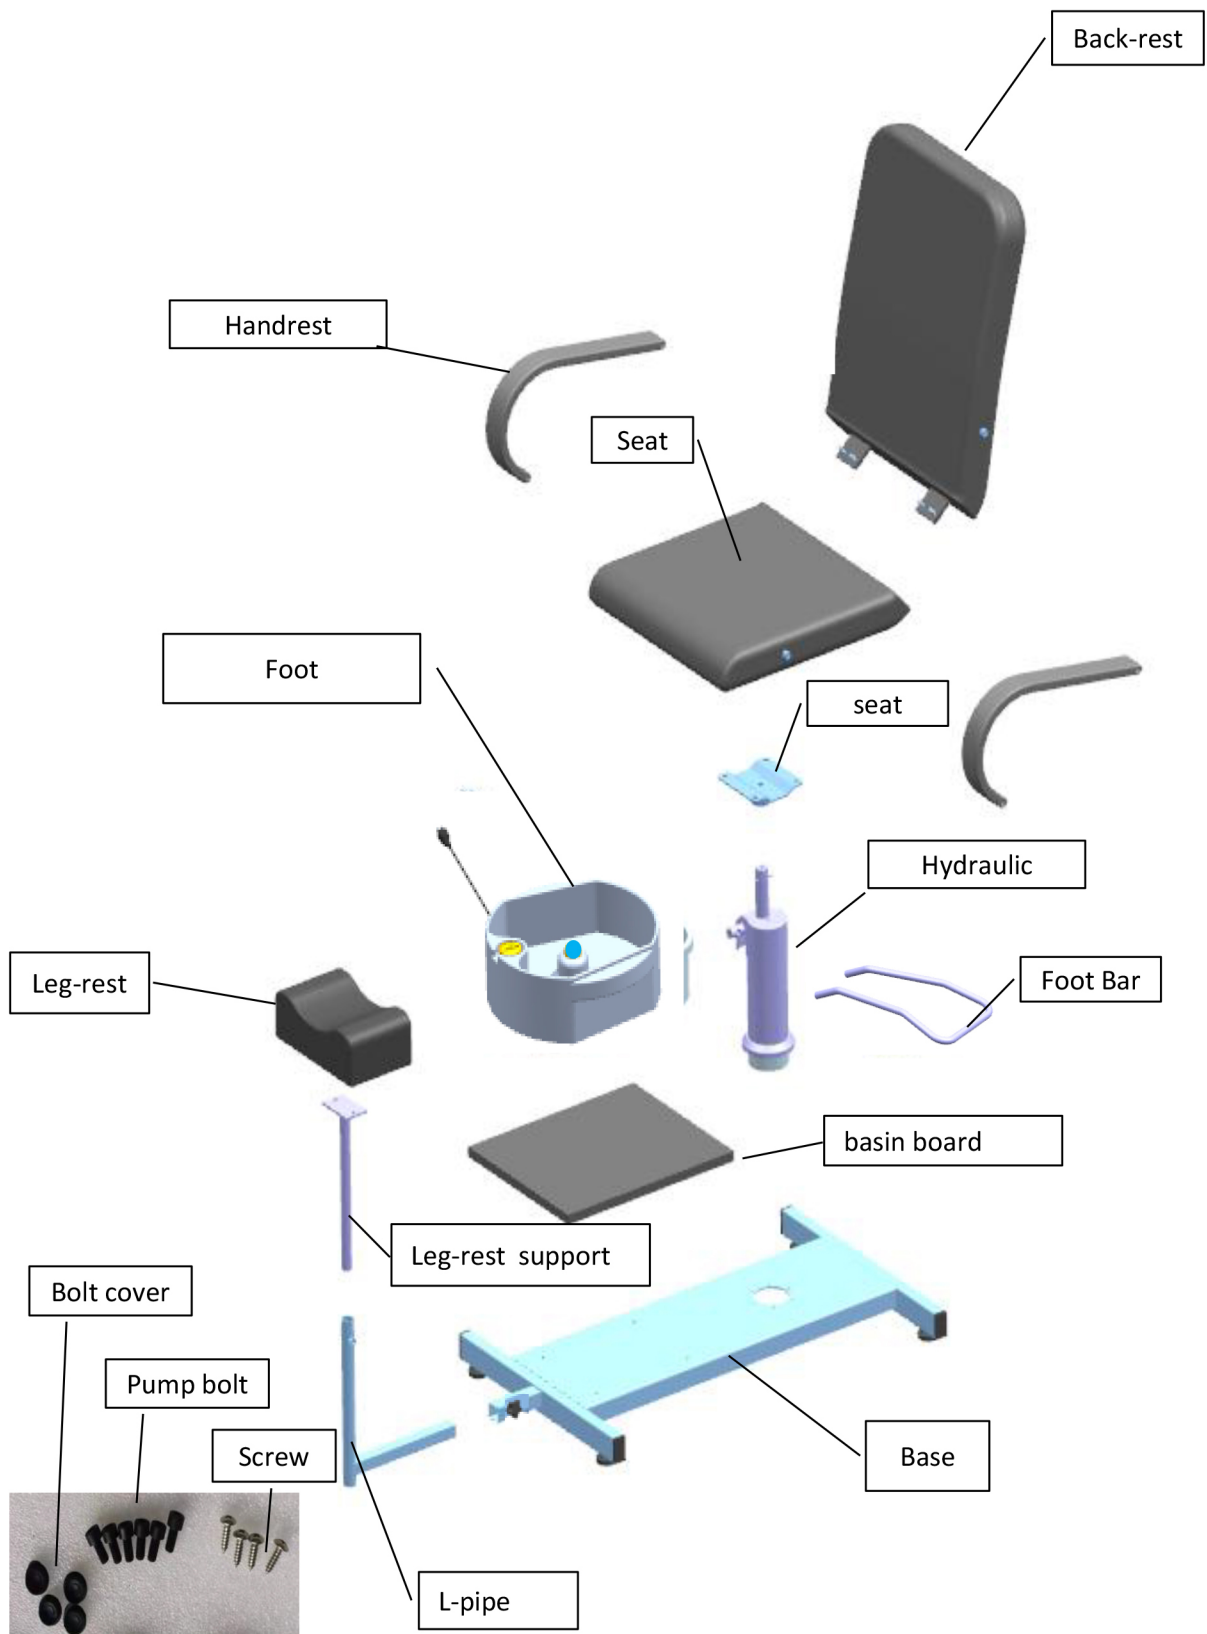 Back-rest
Handrest
Seat
Foot
seat
Hydraulic
Leg-rest
Foot Bar
basin board
Leg-rest  support
Bolt cover
Pump bolt
Screw
Base
L-pipe